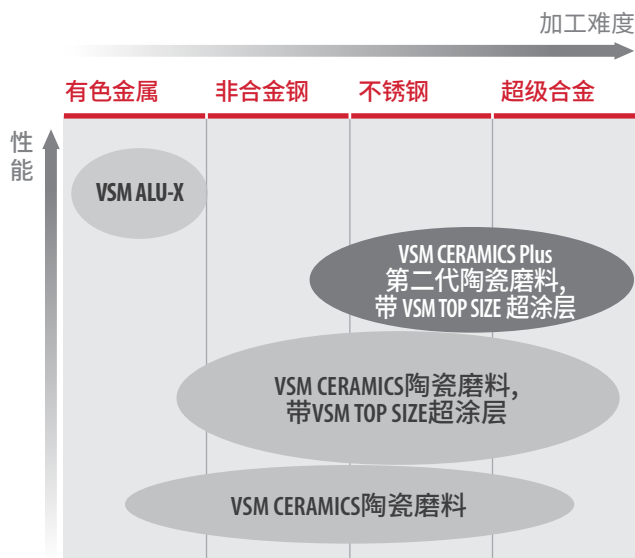 加工难度
有色金属
非合金钢
不锈钢
超级合金
性
能
VSM ALU-X
VSM CERAMICS Plus
第二代陶瓷磨料,
带 VSM TOP SIZE 超涂层
VSM CERAMICS陶瓷磨料,
带VSM TOP SIZE超涂层
VSM CERAMICS陶瓷磨料